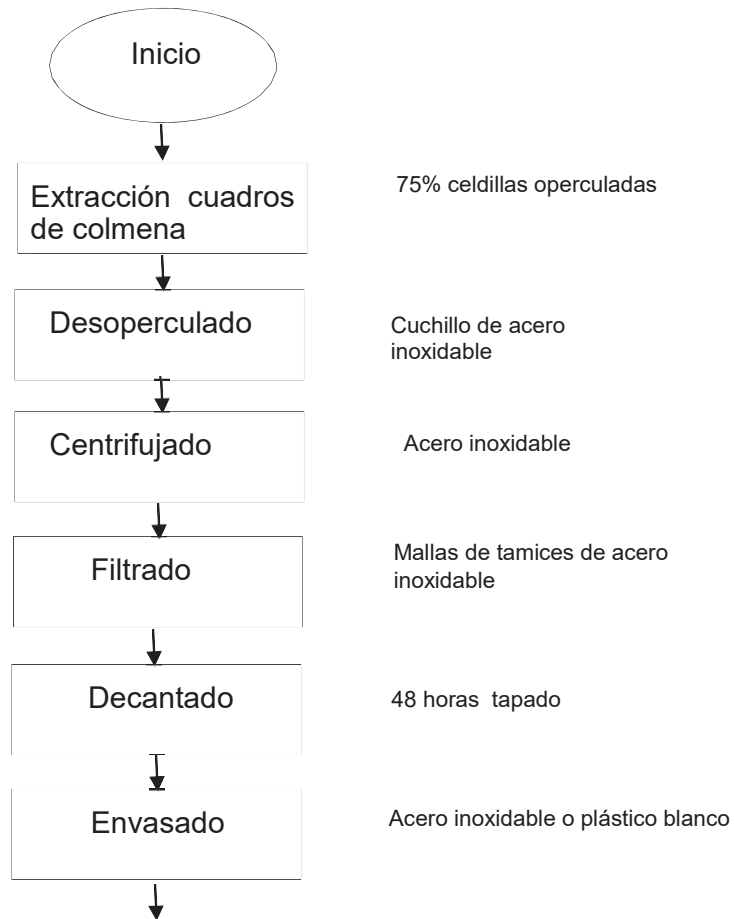 Inicio
Extracción cuadros
de colmena
75% celdillas operculadas
Desoperculado
Cuchillo de acero
inoxidable
Centrifujado
Acero inoxidable
Filtrado
Mallas de tamices de acero
inoxidable
Decantado
48 horas tapado
Envasado
Acero inoxidable o plástico blanco